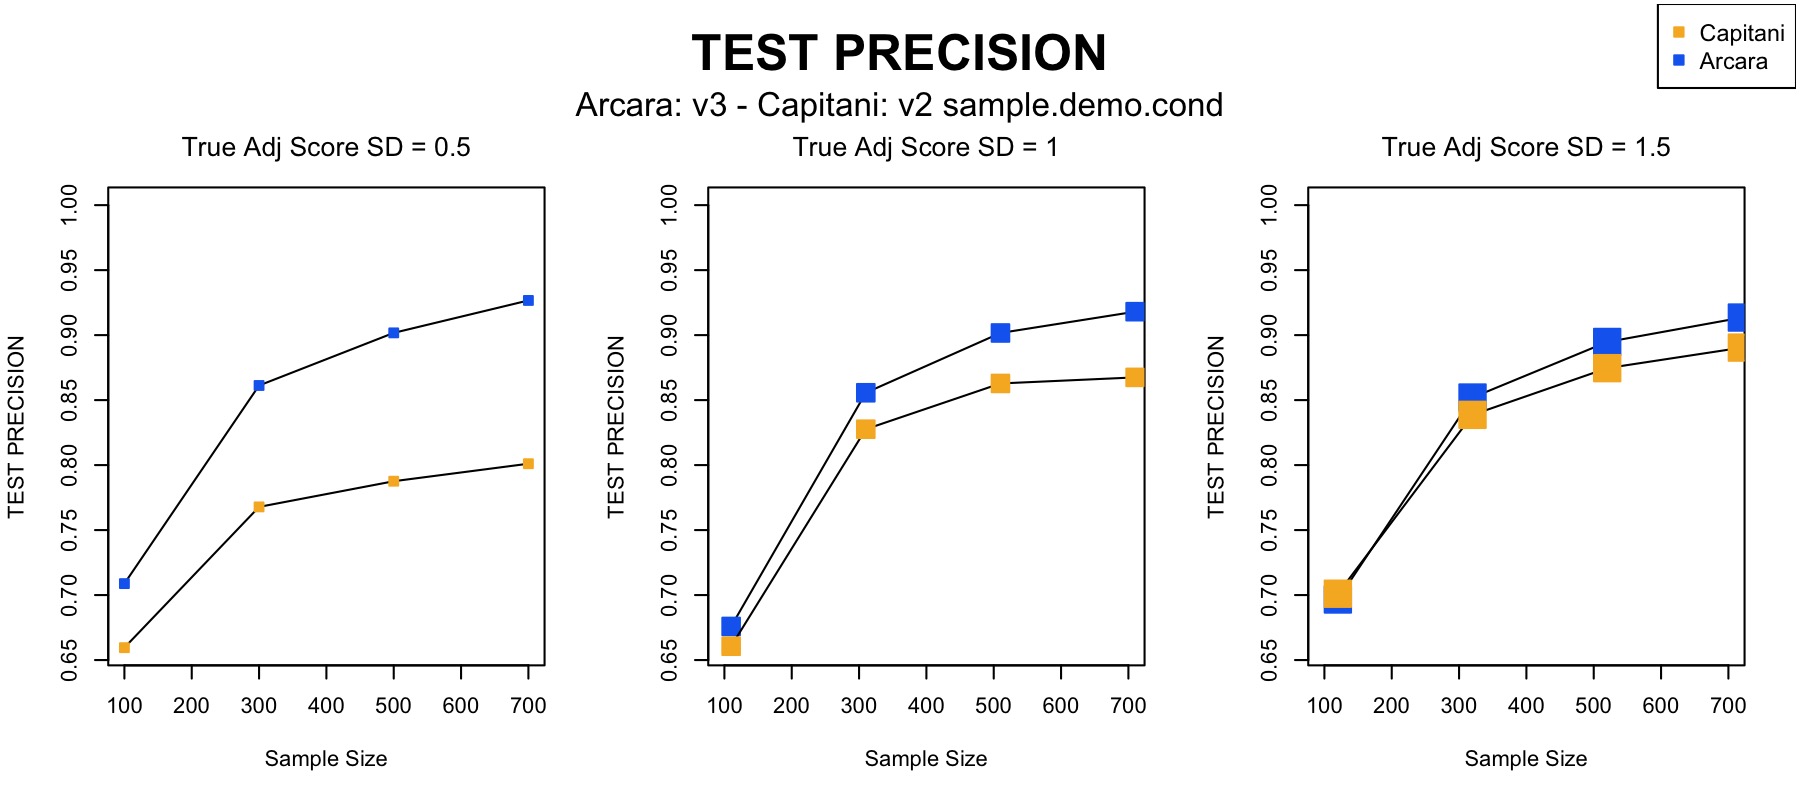 TEST PRECISION
Arcara: v3 - Capitani: v2 sample.demo.cond
Capitani
Arcara
True Adj Score SD = 0.5
TEST PRECISION
1.00
0.95
0.90
0.85
0.80
0.75
0.70
0.65
100 200 300 400 500 600 700
Sample Size
True Adj Score SD = 1
TEST PRECISION
1.00
0.95
0.90
0.85
0.80
0.75
0.70
0.65
100 200 300 400 500 600 700
Sample Size
True Adj Score SD = 1.5
TEST PRECISION
1.00
0.95
0.90
0.85
0.80
0.75
0.70
0.65
100 200 300 400 500 600 700
Sample Size